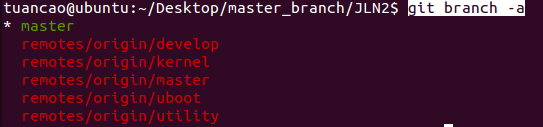 tuancao@ubuntu:~/Desktop/master_branch/JLN2$ git branch -a
* master
remotes/origin/develop
remotes/origin/kernel
remotes/origin/master
remotes/origin/uboot
remotes/origin/utility